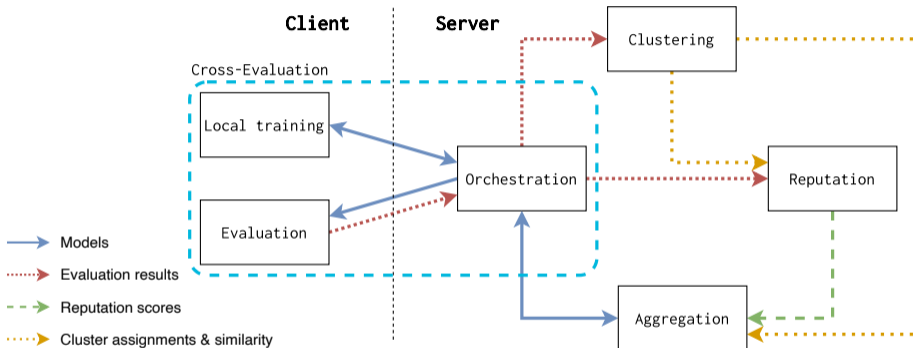 Client
Server
Clustering
Cross-Evaluation
Local training
Orchestration
Reputation
Evaluation
Models
Evaluation results
Reputation scores
Aggregation
Cluster assignments & similarity